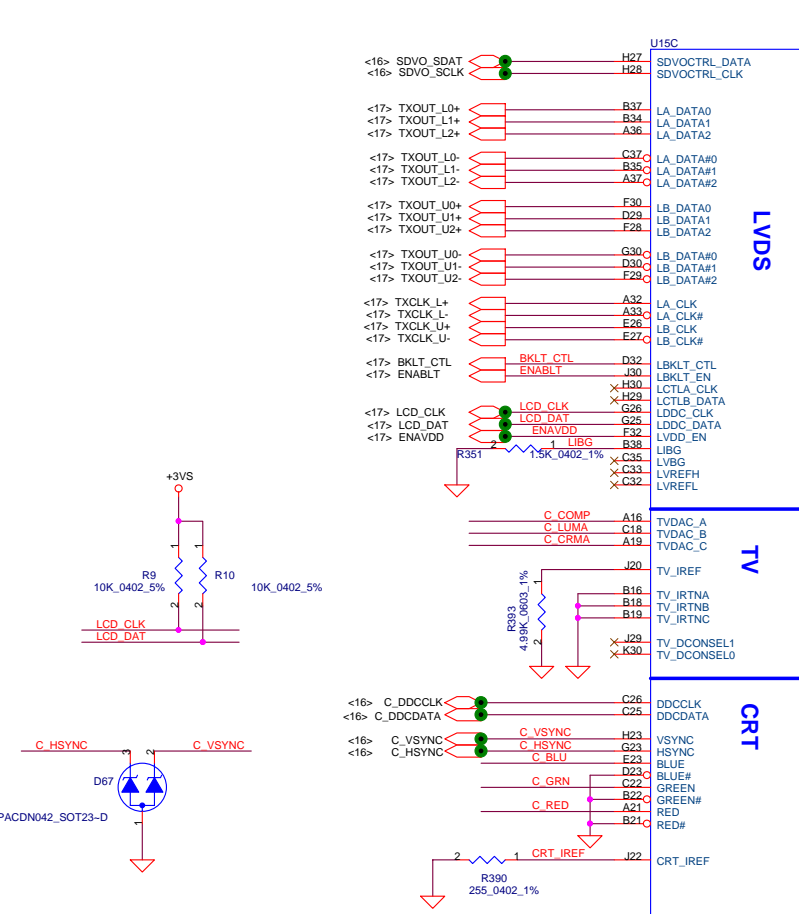 U15C
<16> SDVO_SDAT H27 SDVOCTRL_DATA
<16> SDVO_SCLK H28 SDVOCTRL_CLK
<17> TXOUT_L0+ B37 LA_DATA0
<17> TXOUT_L1+ B34 LA_DATA1
<17> TXOUT_L2+ A36 LA_DATA2
<17> TXOUT_L0- C37 LA_DATA#0
<17> TXOUT_L1- B35 LA_DATA#1
<17> TXOUT_L2- A37 LA_DATA#2
<17> TXOUT_U0+ F30 LB_DATA0
<17> TXOUT_U1+ D29 LB_DATA1
<17> TXOUT_U2+ F28 LB_DATA2
LVDS
<17> TXOUT_U0- G30 LB_DATA#0
<17> TXOUT_U1- D30 LB_DATA#1
<17> TXOUT_U2- F29 LB_DATA#2
<17> TXCLK_L+ A32 LA_CLK
<17> TXCLK_L- A33 LA_CLK#
<17> TXCLK_U+ E26 LB_CLK
<17> TXCLK_U- E27 LB_CLK#
<17> BKLT_CTL BKLT_CTL D32 LBKLT_CTL
<17> ENABLT ENABLT J30 LBKLT_EN
H30 LCTLA_CLK
H29 LCTLB_DATA
<17> LCD_CLK LCD_CLK G26 LDDC_CLK
<17> LCD_DAT LCD_DAT G25 LDDC_DATA
<17> ENAVDD ENAVDD F32 LVDD_EN
2 1 LIBG B38 LIBG
R351 1.5K_0402_1% C35 LVBG
C33 LVREFH
C32 LVREFL
+3VS
1 1
R9 R10
10K_0402_5% 10K_0402_5%
2 2
LCD_CLK
LCD_DAT
C_COMP A16 TVDAC_A
C_LUMA C18 TVDAC_B
C_CRMA A19 TVDAC_C
TV
J20 TV_IREF
1
R393
4.99K_0603_1%
2
B16 TV_IRTNA
B18 TV_IRTNB
B19 TV_IRTNC
J29 TV_DCONSEL1
K30 TV_DCONSEL0
<16> C_DDCCLK C26 DDCCLK
<16> C_DDCDATA C25 DDCDATA
CRT
<16> C_VSYNC C_VSYNC H23 VSYNC
<16> C_HSYNC C_HSYNC G23 HSYNC
C_BLU E23 BLUE
D23 BLUE#
C_GRN C22 GREEN
B22 GREEN#
C_RED A21 RED
B21 RED#
2 1 CRT_IREF J22 CRT_IREF
R390
255_0402_1%
C_HSYNC 3 2 C_VSYNC
D67
PACDN042_SOT23~D
1